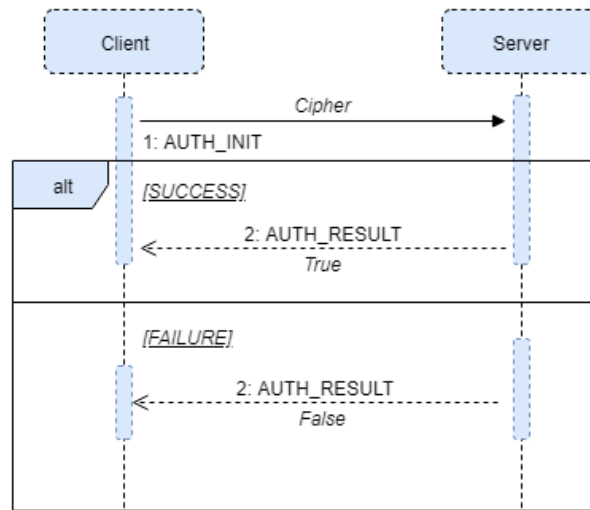 Client
Server
Cipher
1: AUTH_INIT
alt
[SUCCESS]
2: AUTH_RESULT
True
[FAILURE]
2: AUTH_RESULT
False